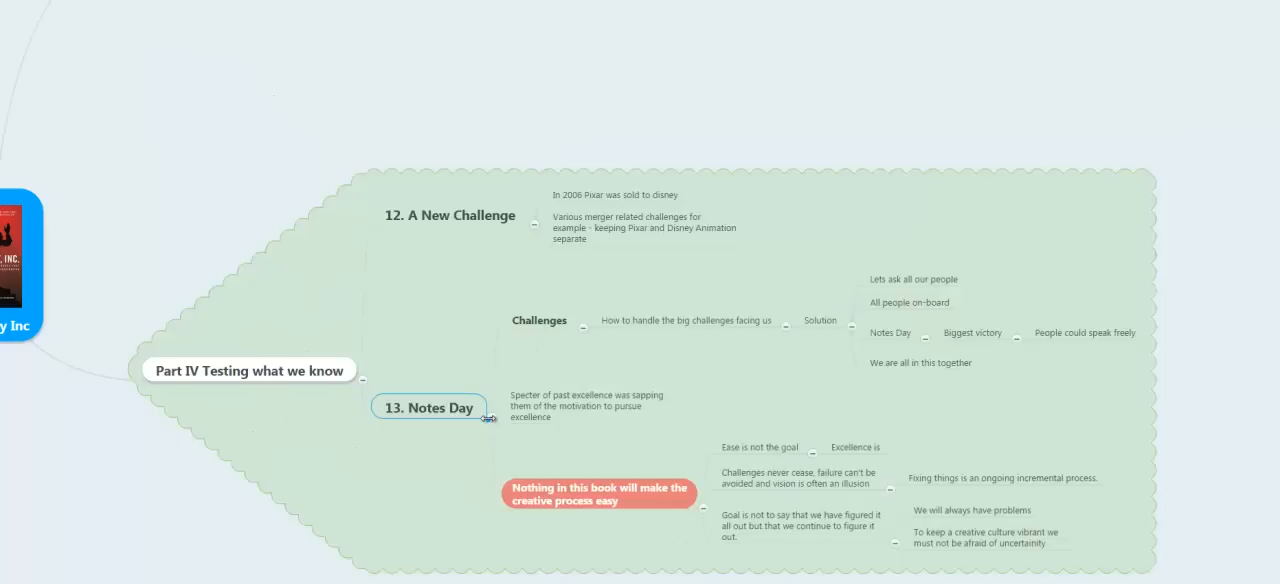 , INC.
y Inc
Part IV Testing what we know
12. A New Challenge
In 2006 Pixar was sold to disney
Various merger related challenges for
example - keeping Pixar and Disney Animation
separate
13. Notes Day
Challenges
How to handle the big challenges facing us
Solution
Lets ask all our people
All people on-board
Notes Day
Biggest victory
People could speak freely
We are all in this together
Specter of past excellence was sapping
them of the motivation to pursue
excellence
Nothing in this book will make the
creative process easy
Ease is not the goal
Excellence is
Challenges never cease, failure can't be
avoided and vision is often an illusion
Fixing things is an ongoing incremental process.
Goal is not to say that we have figured it
all out but that we continue to figure it
out.
We will always have problems
To keep a creative culture vibrant we
must not be afraid of uncertainity